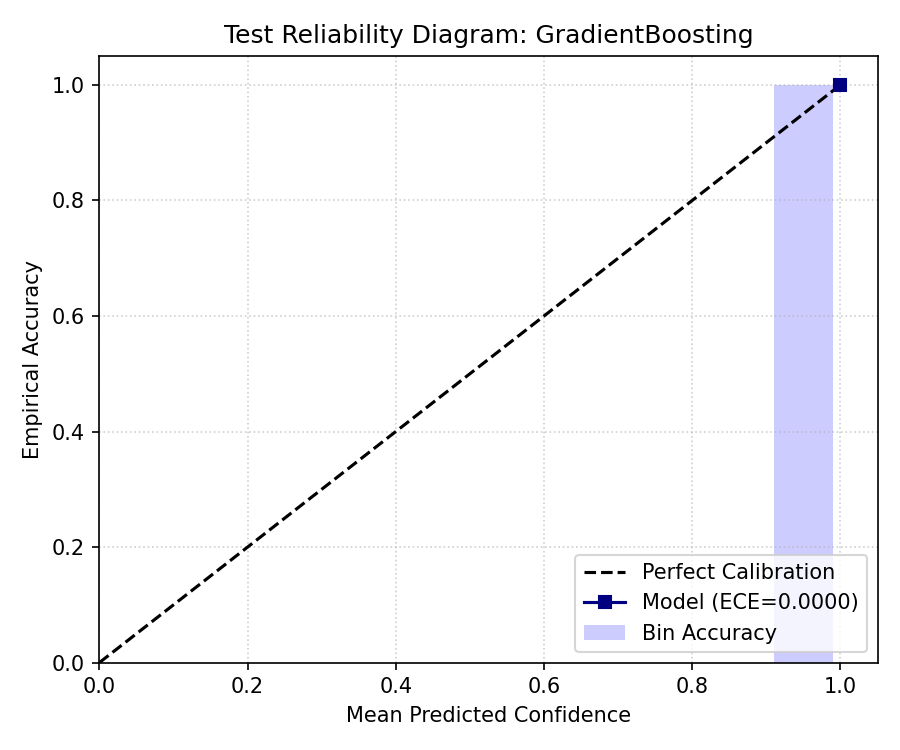 Test Reliability Diagram: GradientBoosting
Empirical Accuracy
1.0
0.8
0.6
0.4
0.2
0.0
Perfect Calibration
Model (ECE=0.0000)
Bin Accuracy
0.0 0.2 0.4 0.6 0.8 1.0
Mean Predicted Confidence